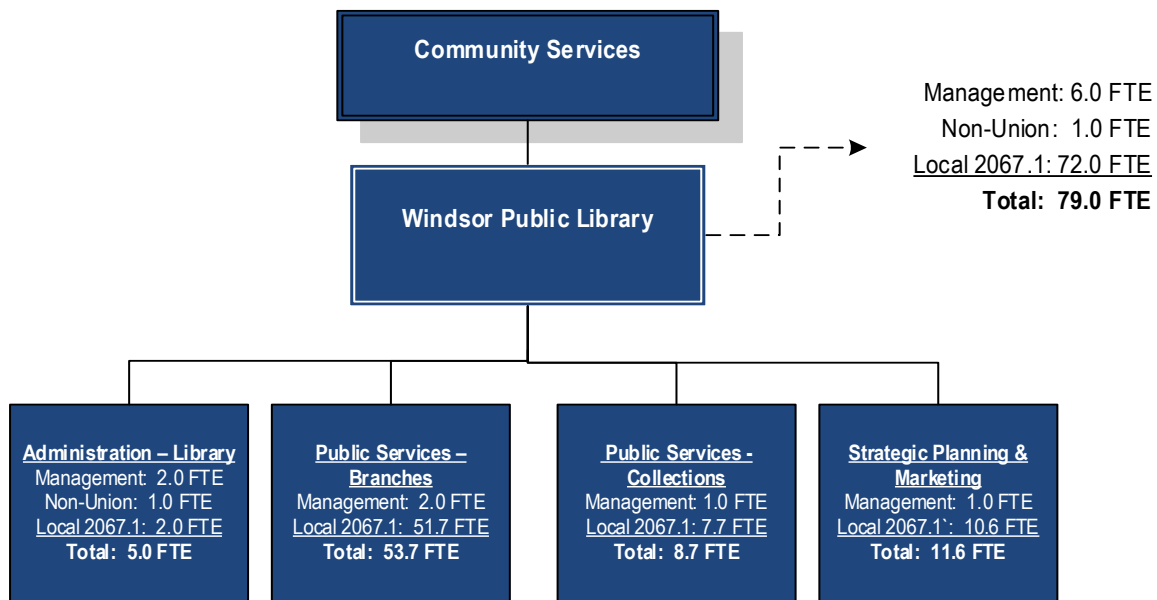 Community Services
Management: 6.0 FTE
Non-Union: 1.0 FTE
Local 2067.1: 72.0 FTE
Total: 79.0 FTE
Windsor Public Library
Administration – Library
Management: 2.0 FTE
Non-Union: 1.0 FTE
Local 2067.1: 2.0 FTE
Total: 5.0 FTE
Public Services –
Branches
Management: 2.0 FTE
Local 2067.1: 51.7 FTE
Total: 53.7 FTE
Public Services -
Collections
Management: 1.0 FTE
Local 2067.1: 7.7 FTE
Total: 8.7 FTE
Strategic Planning &
Marketing
Management: 1.0 FTE
Local 2067.1`: 10.6 FTE
Total: 11.6 FTE